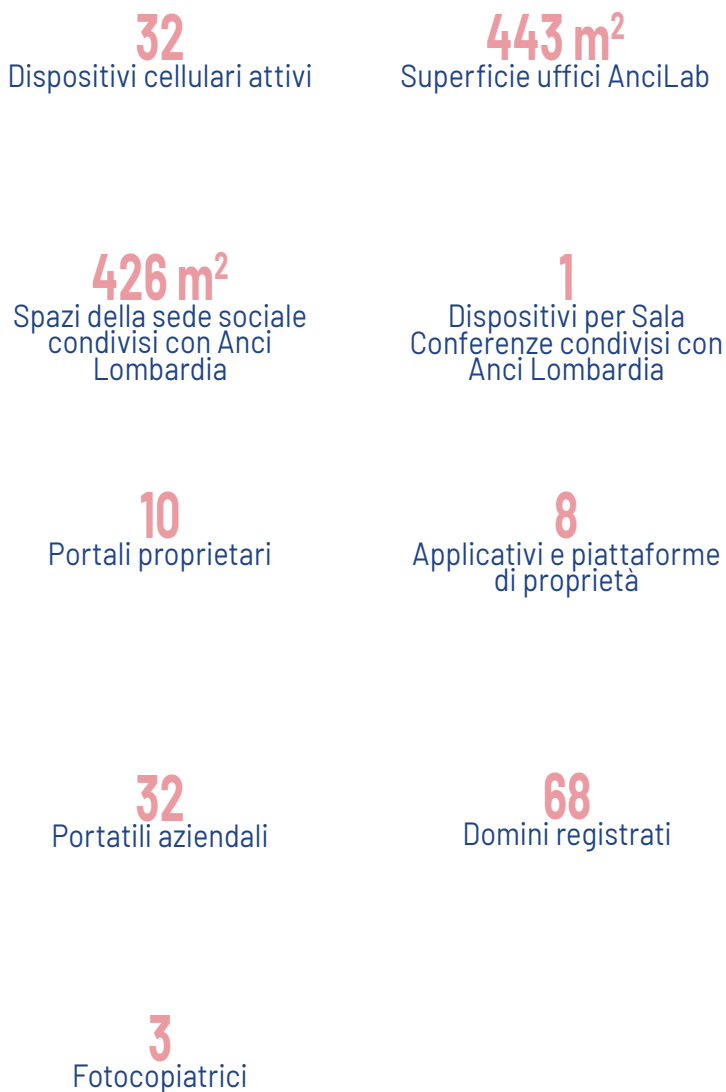 32
Dispositivi cellulari attivi
443 m²
Superficie uffici AnciLab
426 m²
Spazi della sede sociale
condivisi con Anci
Lombardia
1
Dispositivi per Sala
Conferenze condivisi con
Anci Lombardia
10
Portali proprietari
8
Applicativi e piattaforme
di proprietà
32
Portatili aziendali
68
Domini registrati
3
Fotocopiatrici